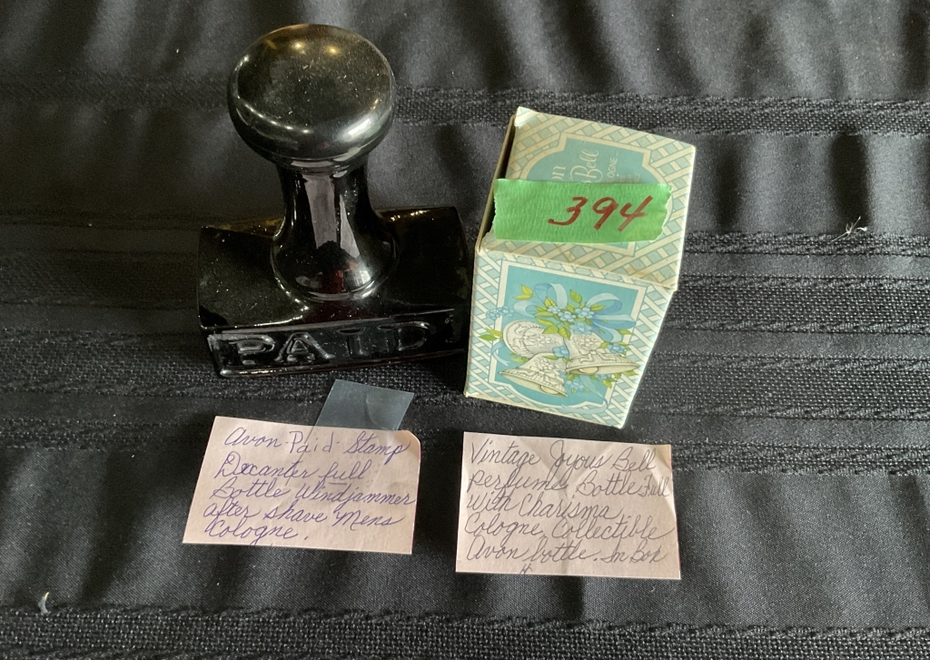 Bell
394
PAID
Avon-Paid-Stamp
Decanter full
Bottle Windjammer
after shave Mens
Cologne.
Vintage Joyous Bell
Perfume Bottle Full
With Charisma
Cologne Collectible
Avon bottle. In Box